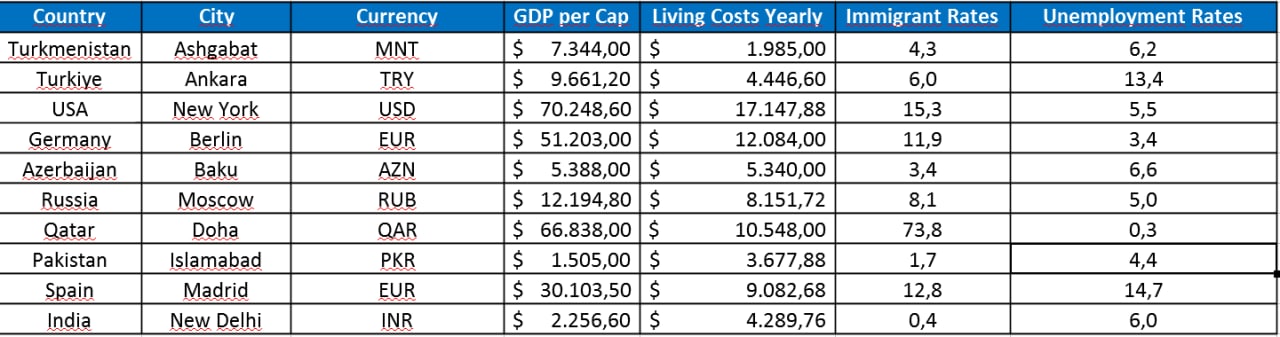 Country City Currency GDP per Cap Living Costs Yearly Immigrant Rates Unemployment Rates
Turkmenistan Ashgabat MNT $ 7.344,00 $ 1.985,00 4,3 6,2
Turkiye Ankara TRY $ 9.661,20 $ 4.446,60 6,0 13,4
USA New York USD $ 70.248,60 $ 17.147,88 15,3 5,5
Germany Berlin EUR $ 51.203,00 $ 12.084,00 11,9 3,4
Azerbaijan Baku AZN $ 5.388,00 $ 5.340,00 3,4 6,6
Russia Moscow RUB $ 12.194,80 $ 8.151,72 8,1 5,0
Qatar Doha QAR $ 66.838,00 $ 10.548,00 73,8 0,3
Pakistan Islamabad PKR $ 1.505,00 $ 3.677,88 1,7 4,4
Spain Madrid EUR $ 30.103,50 $ 9.082,68 12,8 14,7
India New Delhi INR $ 2.256,60 $ 4.289,76 0,4 6,0